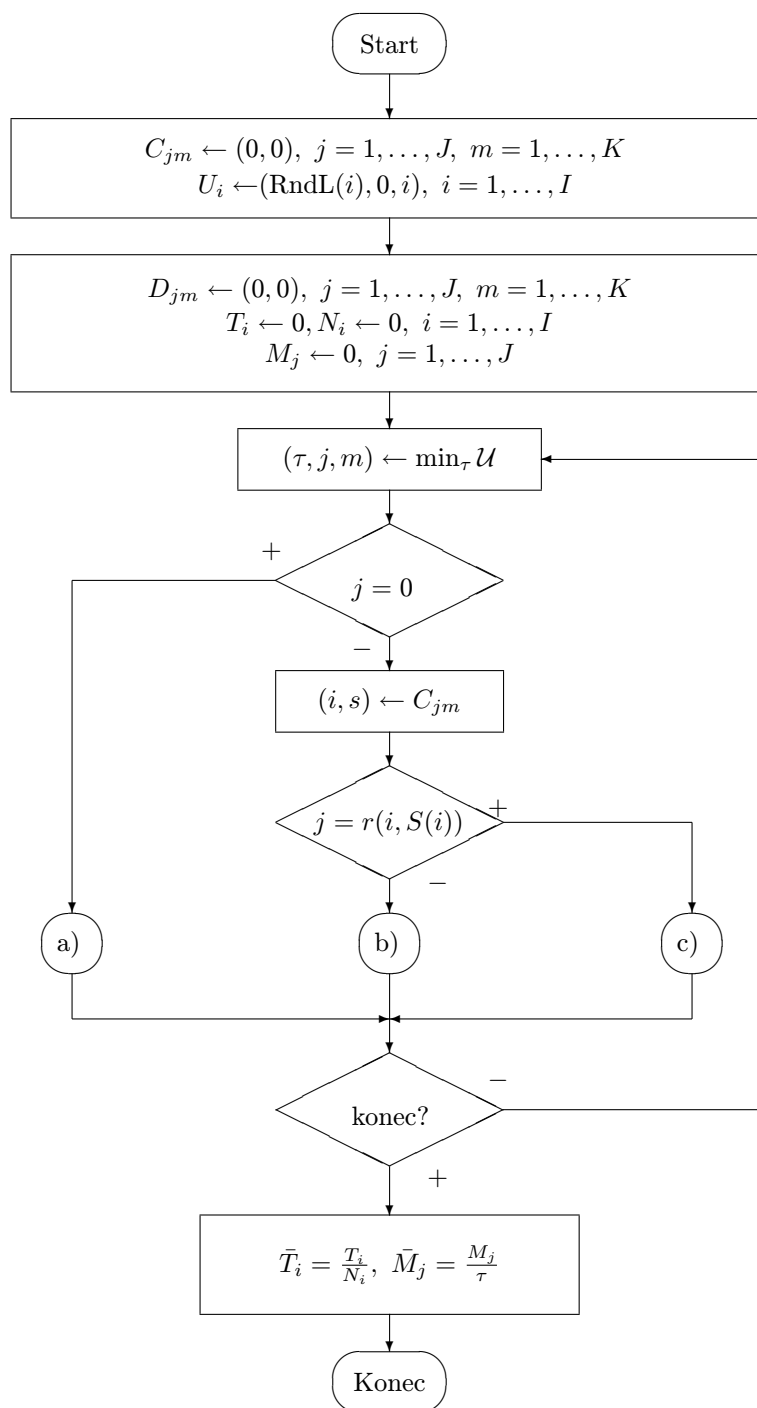 Start
C_{jm} ← (0, 0), j = 1, . . . , J, m = 1, . . . , K
U_i ←(RndL(i), 0, i), i = 1, . . . , I
D_{jm} ← (0, 0), j = 1, . . . , J, m = 1, . . . , K
T_i ← 0, N_i ← 0, i = 1, . . . , I
M_j ← 0, j = 1, . . . , J
(τ, j, m) ← min_τ 𝒰
+
j = 0
−
(i, s) ← C_{jm}
j = r(i, S(i))
+
−
a)
b)
c)
−
konec?
+
T̄_i = T_i/N_i, M̄_j = M_j/τ
Konec